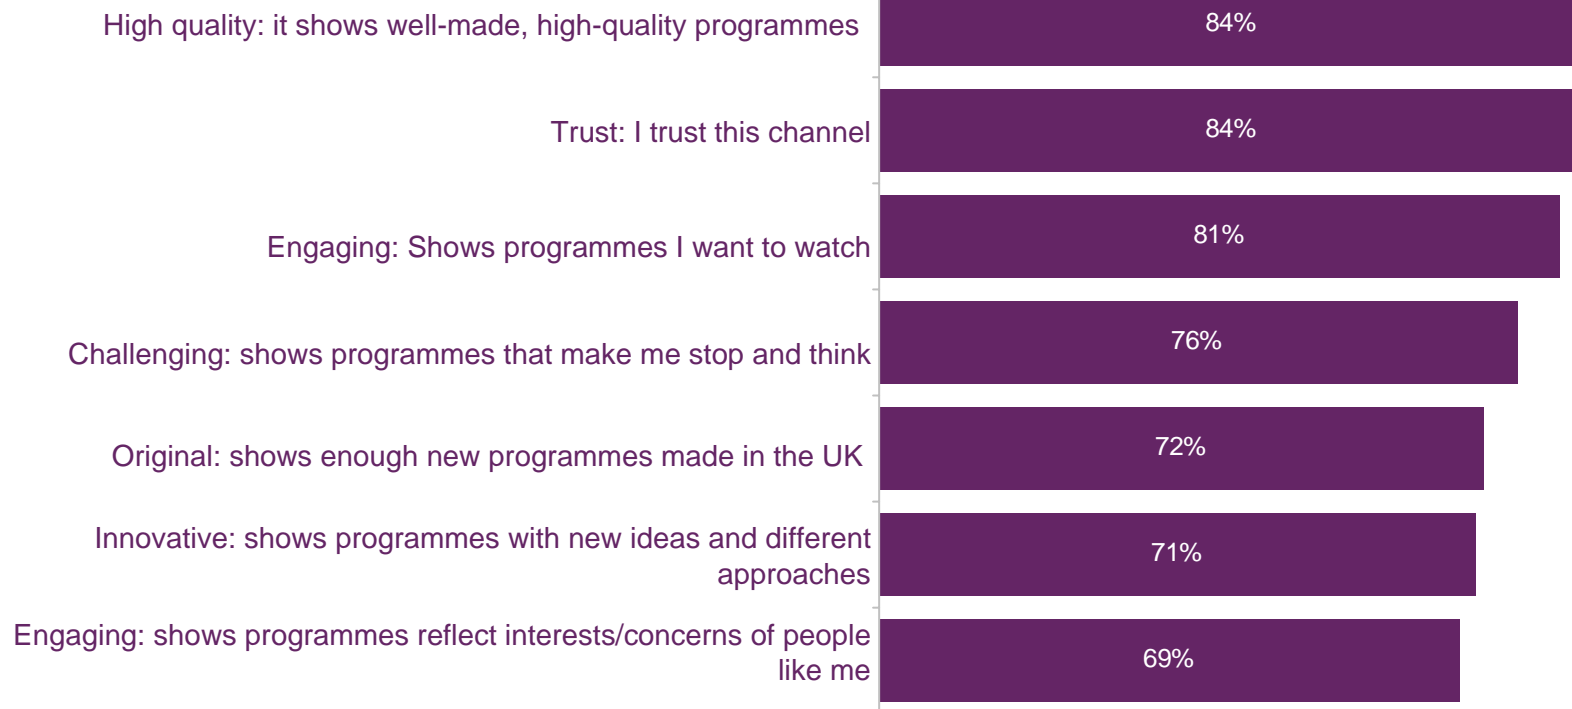 High quality: it shows well-made, high-quality programmes
84%
Trust: I trust this channel
84%
Engaging: Shows programmes I want to watch
81%
Challenging: shows programmes that make me stop and think
76%
Original: shows enough new programmes made in the UK
72%
Innovative: shows programmes with new ideas and different
approaches
71%
Engaging: shows programmes reflect interests/concerns of people
like me
69%